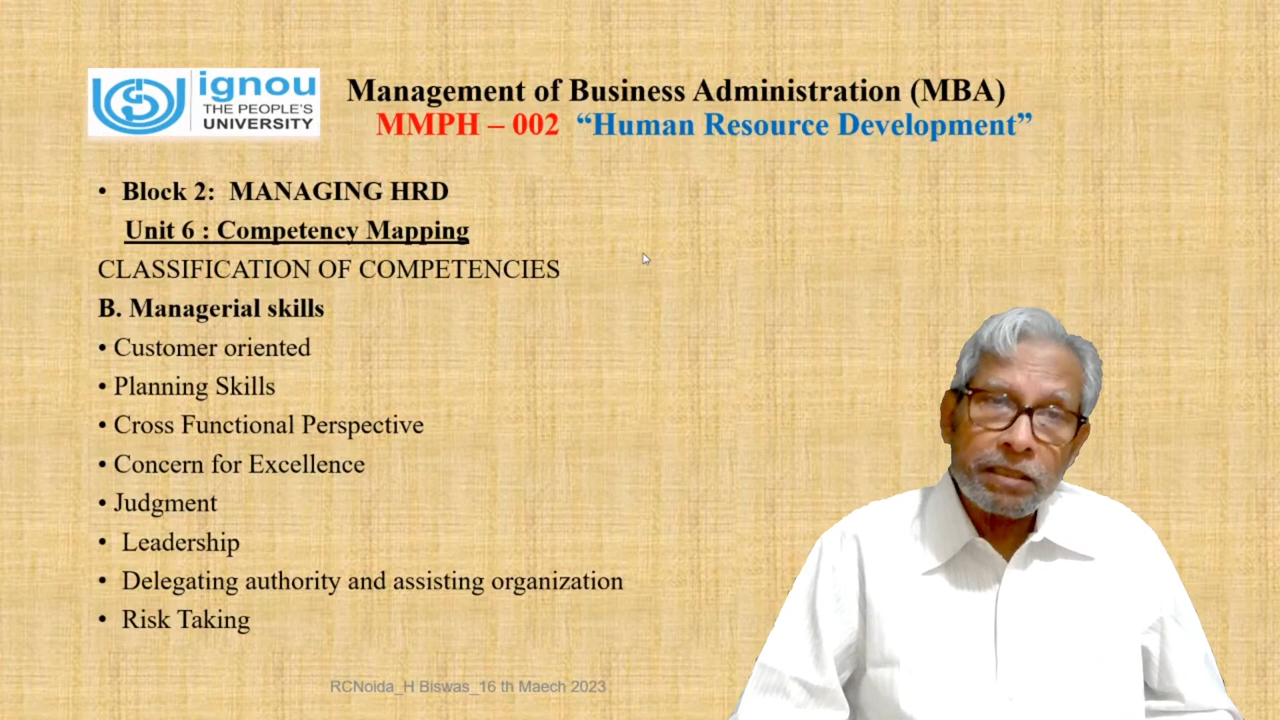 ignou
THE PEOPLE'S
UNIVERSITY
Management of Business Administration (MBA)
MMPH – 002 “Human Resource Development”
• Block 2: MANAGING HRD
Unit 6 : Competency Mapping
CLASSIFICATION OF COMPETENCIES
B. Managerial skills
• Customer oriented
• Planning Skills
• Cross Functional Perspective
• Concern for Excellence
• Judgment
• Leadership
• Delegating authority and assisting organization
• Risk Taking
RCNoida_H Biswas_16 th Maech 2023